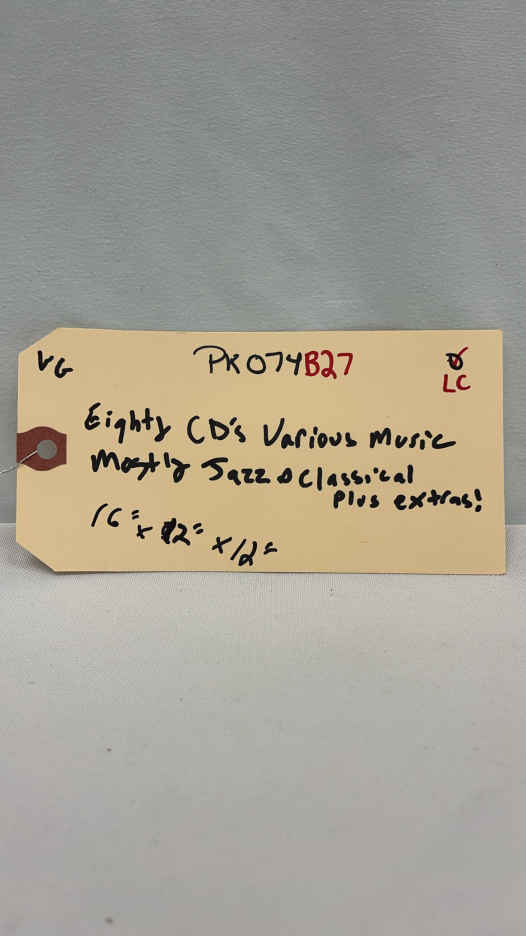 VG
PK074B27
LC
Eighty CD's Various Music
Mostly Jazz & Classical
Plus extras!
16" x 12" x 12"